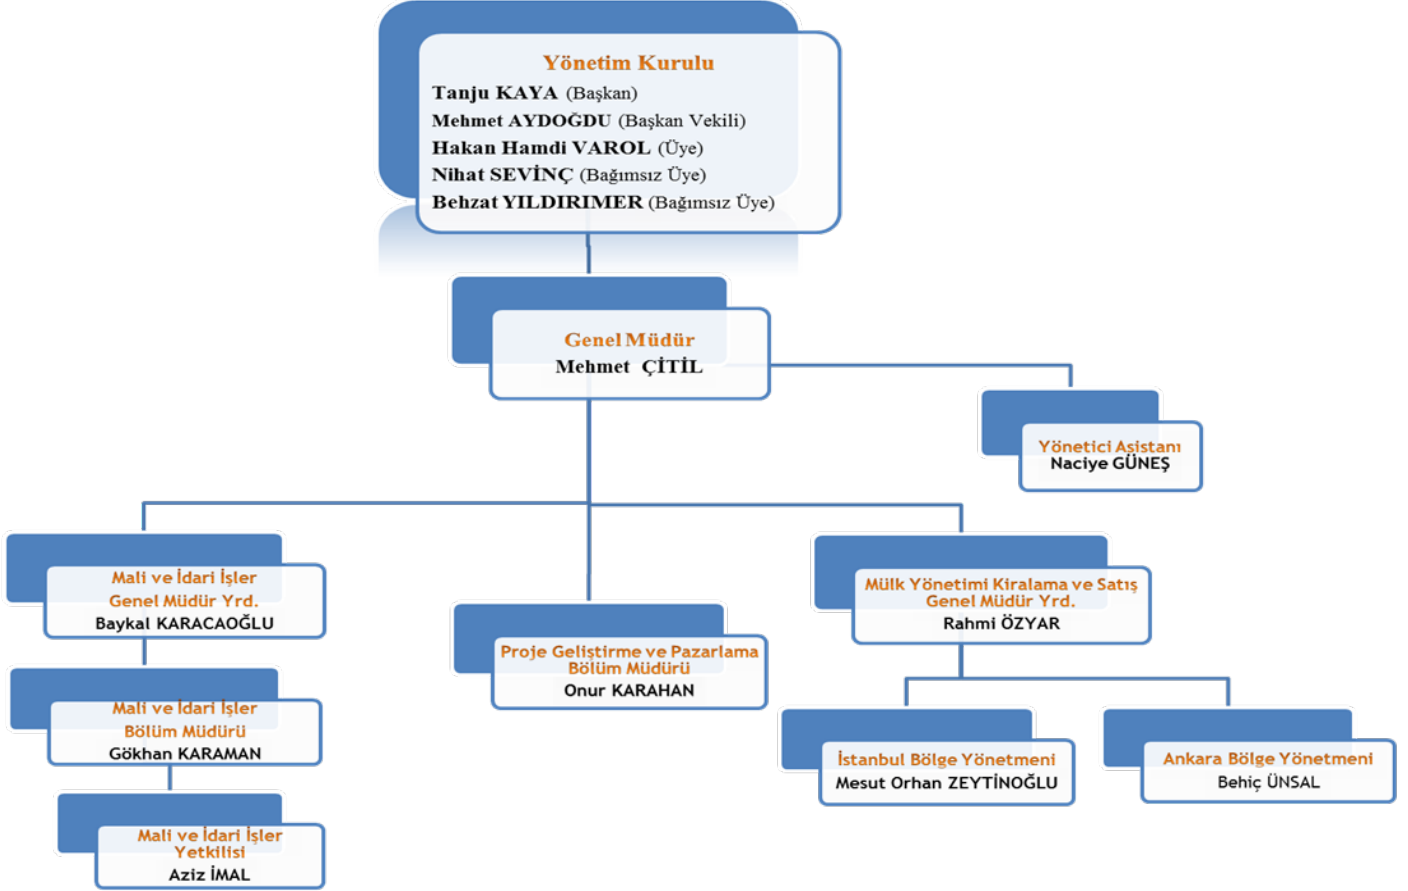 Yönetim Kurulu
Tanju KAYA (Başkan)
Mehmet AYDOĞDU (Başkan Vekili)
Hakan Hamdi VAROL (Üye)
Nihat SEVİNÇ (Bağımsız Üye)
Behzat YILDIRIMER (Bağımsız Üye)
Genel Müdür
Mehmet ÇİTİL
Yönetici Asistanı
Naciye GÜNEŞ
Mali ve İdari İşler
Genel Müdür Yrd.
Baykal KARACAOĞLU
Mali ve İdari İşler
Bölüm Müdürü
Gökhan KARAMAN
Mali ve İdari İşler
Yetkilisi
Aziz İMAL
Proje Geliştirme ve Pazarlama
Bölüm Müdürü
Onur KARAHAN
Mülk Yönetimi Kiralama ve Satış
Genel Müdür Yrd.
Rahmi ÖZYAR
İstanbul Bölge Yönetmeni
Mesut Orhan ZEYTİNOĞLU
Ankara Bölge Yönetmeni
Behiç ÜNSAL